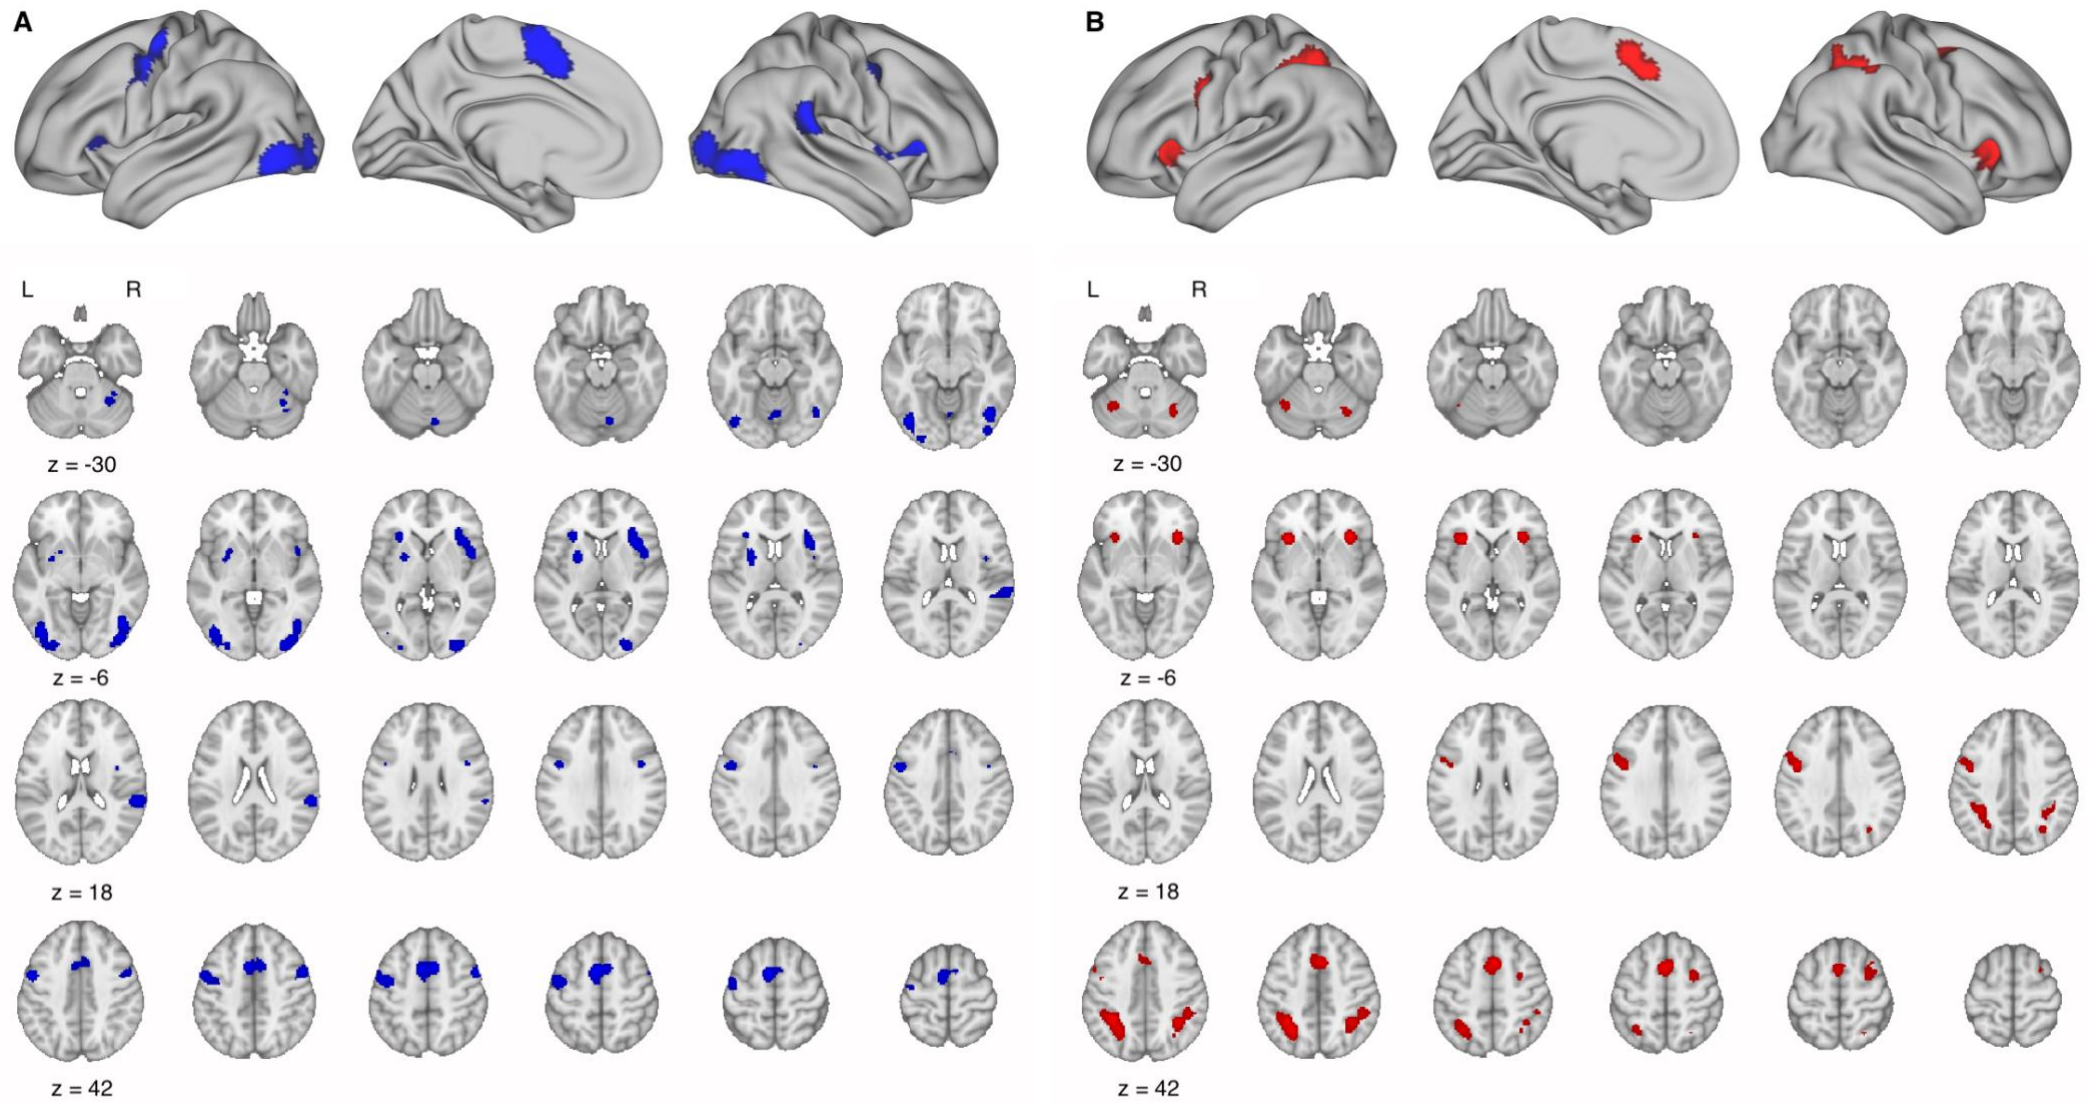 A B
L R L R
z = -30 z = -30
z = -6 z = -6
z = 18 z = 18
z = 42 z = 42